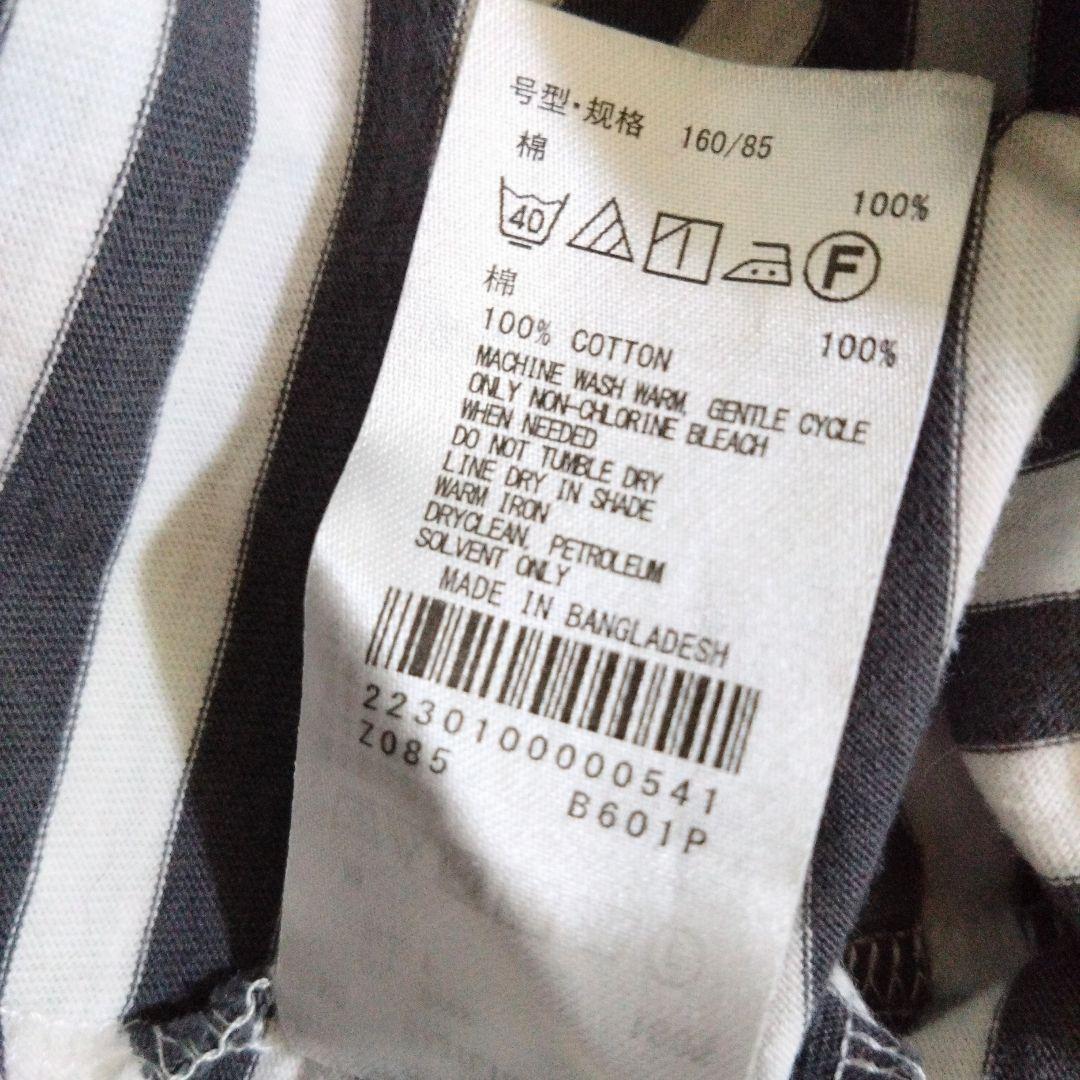 号型·规格 160/85
棉 100%
40
F
棉 100%
100% COTTON
MACHINE WASH WARM, GENTLE CYCLE
ONLY NON-CHLORINE BLEACH
WHEN NEEDED
DO NOT TUMBLE DRY
LINE DRY IN SHADE
WARM IRON
DRYCLEAN, PETROLEUM
SOLVENT ONLY
MADE IN BANGLADESH
2230100000541
Z085 B601P